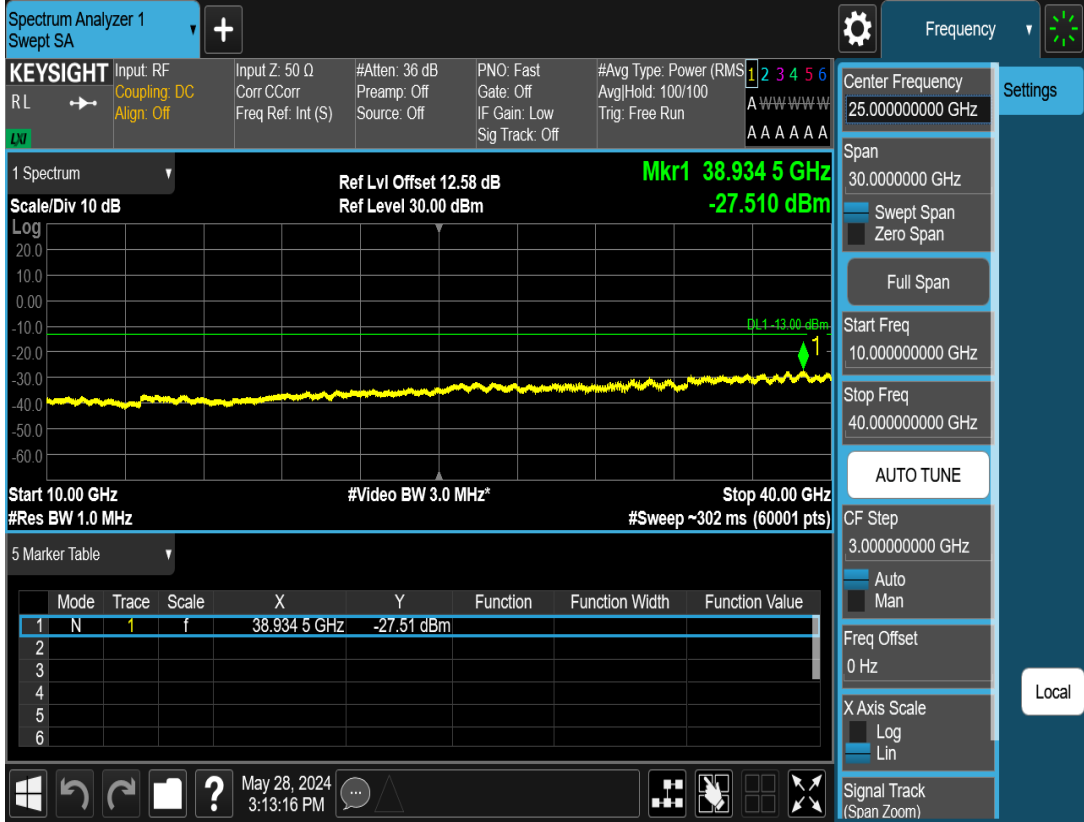 Spectrum Analyzer 1
Swept SA
+
Frequency
KEYSIGHT
RL
LXI
Input: RF
Coupling: DC
Align: Off
Input Z: 50 Ω
Corr CCorr
Freq Ref: Int (S)
#Atten: 36 dB
Preamp: Off
Source: Off
PNO: Fast
Gate: Off
IF Gain: Low
Sig Track: Off
#Avg Type: Power (RMS
Avg|Hold: 100/100
Trig: Free Run
1 2 3 4 5 6
A W W W W W
A A A A A A
1 Spectrum
Scale/Div 10 dB
Ref Lvl Offset 12.58 dB
Ref Level 30.00 dBm
Mkr1 38.934 5 GHz
-27.510 dBm
Log
20.0
10.0
0.00
-10.0
-20.0
-30.0
-40.0
-50.0
-60.0
DL1 -13.00 dBm
1
Start 10.00 GHz
#Res BW 1.0 MHz
#Video BW 3.0 MHz*
Stop 40.00 GHz
#Sweep ~302 ms (60001 pts)
5 Marker Table
Mode Trace Scale X Y Function Function Width Function Value
1 N 1 f 38.934 5 GHz -27.51 dBm
2
3
4
5
6
?
May 28, 2024
3:13:16 PM
Center Frequency
25.000000000 GHz
Span
30.0000000 GHz
Swept Span
Zero Span
Full Span
Start Freq
10.000000000 GHz
Stop Freq
40.000000000 GHz
AUTO TUNE
CF Step
3.000000000 GHz
Auto
Man
Freq Offset
0 Hz
X Axis Scale
Log
Lin
Signal Track
(Span Zoom)
Settings
Local